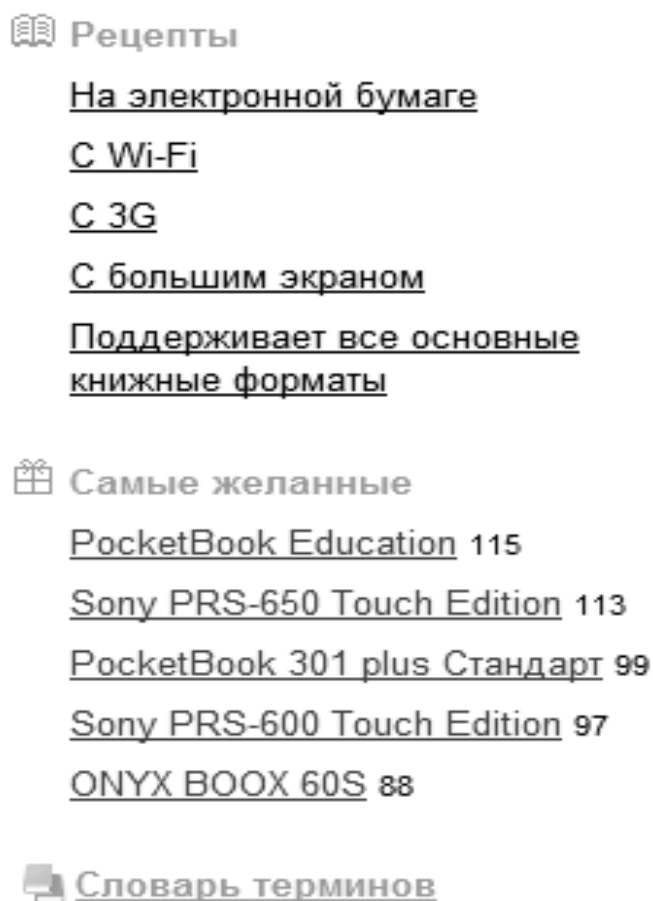 Рецепты
На электронной бумаге
С Wi-Fi
С 3G
С большим экраном
Поддерживает все основные
книжные форматы
Самые желанные
PocketBook Education 115
Sony PRS-650 Touch Edition 113
PocketBook 301 plus Стандарт 99
Sony PRS-600 Touch Edition 97
ONYX BOOX 60S 88
Словарь терминов